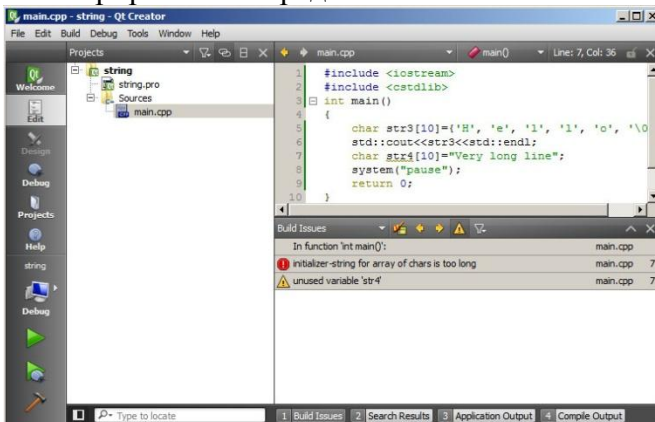 main.cpp - string - Qt Creator
File Edit Build Debug Tools Window Help
Projects
main.cpp
main()
Line: 7, Col: 36
Welcome
Edit
Design
Debug
Projects
Help
string
Debug
string
string.pro
Sources
main.cpp
1 #include <iostream>
2 #include <cstdlib>
3 int main()
4 {
5 char str3[10]={'H', 'e', 'l', 'l', 'o', '\0
6 std::cout<<str3<<std::endl;
7 char str4[10]="Very long line";
8 system("pause");
9 return 0;
10 }
Build Issues
In function 'int main()': main.cpp
initializer-string for array of chars is too long main.cpp 7
unused variable 'str4' main.cpp 7
Type to locate
1 Build Issues 2 Search Results 3 Application Output 4 Compile Output